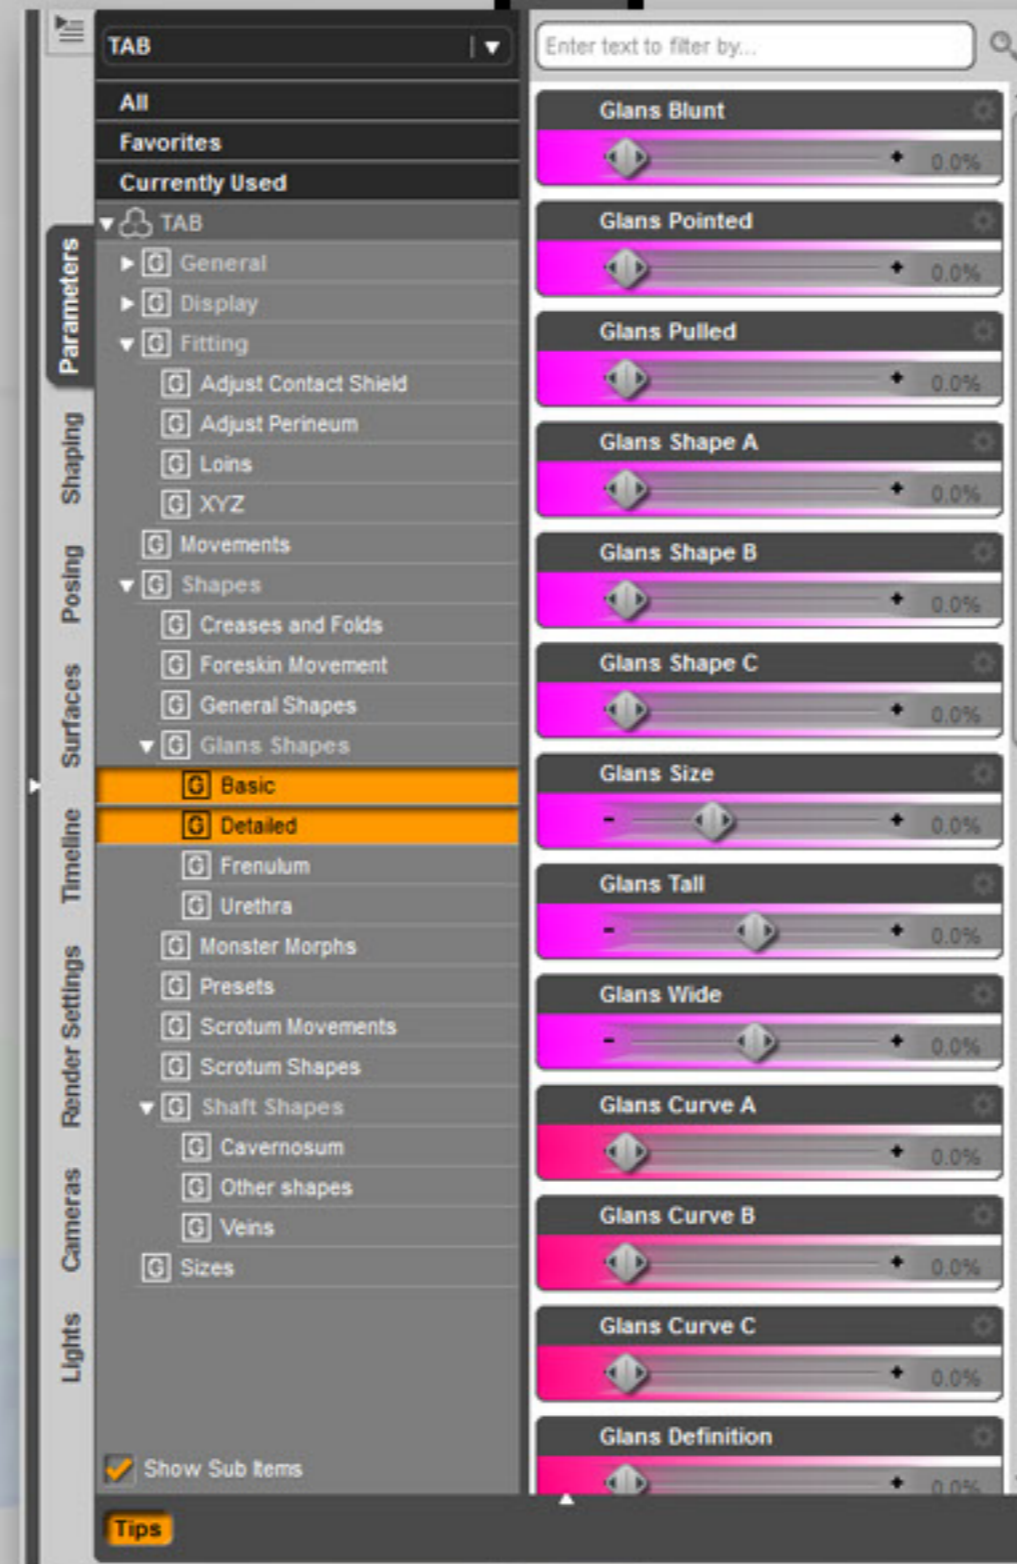 TAB
All
Favorites
Currently Used
TAB
General
Display
Fitting
Adjust Contact Shield
Adjust Perineum
Loins
XYZ
Movements
Shapes
Creases and Folds
Foreskin Movement
General Shapes
Glans Shapes
Basic
Detailed
Frenulum
Urethra
Monster Morphs
Presets
Scrotum Movements
Scrotum Shapes
Shaft Shapes
Cavernosum
Other shapes
Veins
Sizes
Show Sub Items
Tips
Parameters
Shaping
Posing
Surfaces
Timeline
Render Settings
Cameras
Lights
Enter text to filter by...
Glans Blunt
0.0%
Glans Pointed
0.0%
Glans Pulled
0.0%
Glans Shape A
0.0%
Glans Shape B
0.0%
Glans Shape C
0.0%
Glans Size
0.0%
Glans Tall
0.0%
Glans Wide
0.0%
Glans Curve A
0.0%
Glans Curve B
0.0%
Glans Curve C
0.0%
Glans Definition
0.0%